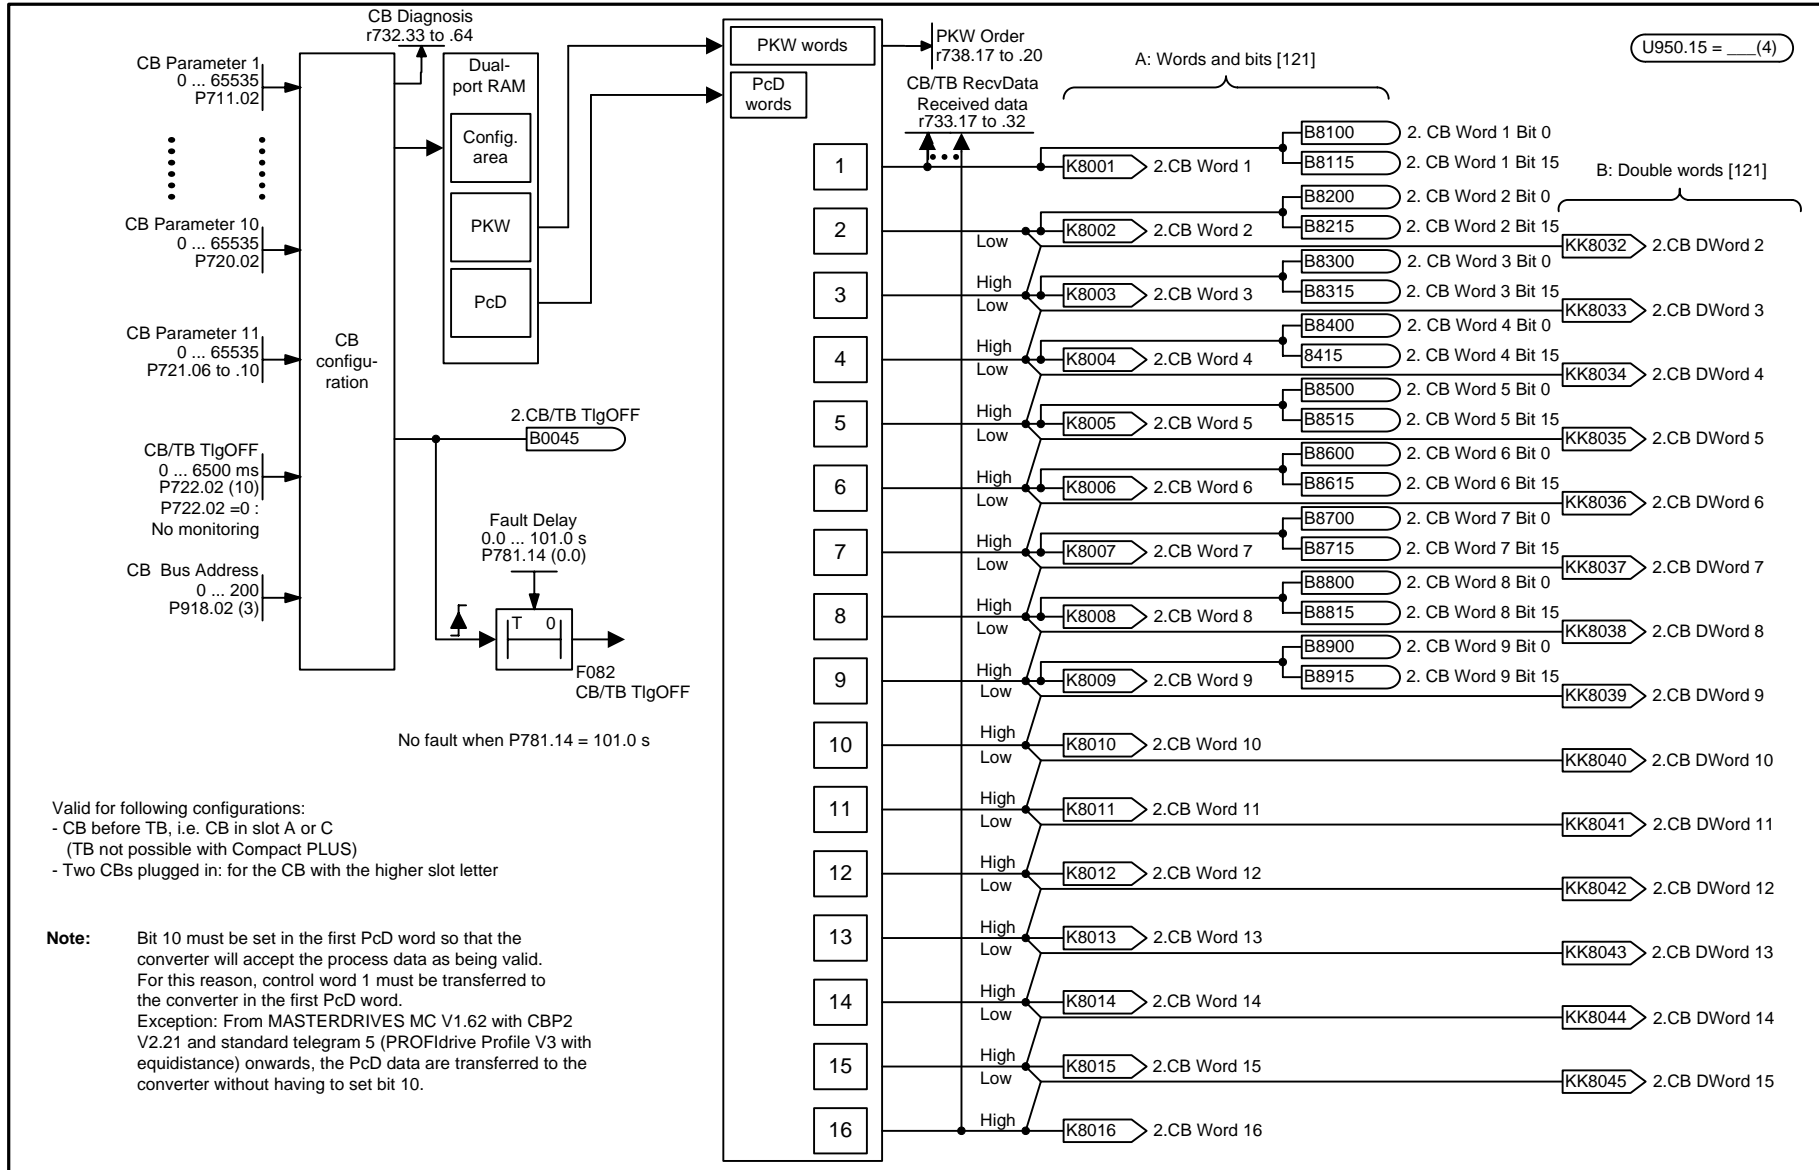 CB Diagnosis
r732.33 to .64
CB Parameter 1
0 ... 65535
P711.02
CB Parameter 10
0 ... 65535
P720.02
CB Parameter 11
0 ... 65535
P721.06 to .10
CB/TB TlgOFF
0 ... 6500 ms
P722.02 (10)
P722.02 =0 :
No monitoring
CB Bus Address
0 ... 200
P918.02 (3)
CB
configu-
ration
Dual-
port RAM
Config.
area
PKW
PcD
2.CB/TB TlgOFF
B0045
Fault Delay
0.0 ... 101.0 s
P781.14 (0.0)
T 0
F082
CB/TB TlgOFF
No fault when P781.14 = 101.0 s
Valid for following configurations:
- CB before TB, i.e. CB in slot A or C
(TB not possible with Compact PLUS)
- Two CBs plugged in: for the CB with the higher slot letter
Note: Bit 10 must be set in the first PcD word so that the
converter will accept the process data as being valid.
For this reason, control word 1 must be transferred to
the converter in the first PcD word.
Exception: From MASTERDRIVES MC V1.62 with CBP2
V2.21 and standard telegram 5 (PROFIdrive Profile V3 with
equidistance) onwards, the PcD data are transferred to the
converter without having to set bit 10.
PKW words
PcD
words
PKW Order
r738.17 to .20
CB/TB RecvData
Received data
r733.17 to .32
A: Words and bits [121]
U950.15 = ___(4)
B: Double words [121]
B8100 2. CB Word 1 Bit 0
1 K8001 2.CB Word 1 B8115 2. CB Word 1 Bit 15
B8200 2. CB Word 2 Bit 0
2 K8002 2.CB Word 2 B8215 2. CB Word 2 Bit 15
Low KK8032 2.CB DWord 2
B8300 2. CB Word 3 Bit 0
3 High K8003 2.CB Word 3 B8315 2. CB Word 3 Bit 15
Low KK8033 2.CB DWord 3
B8400 2. CB Word 4 Bit 0
4 High K8004 2.CB Word 4 8415 2. CB Word 4 Bit 15
Low KK8034 2.CB DWord 4
B8500 2. CB Word 5 Bit 0
5 High K8005 2.CB Word 5 B8515 2. CB Word 5 Bit 15
Low KK8035 2.CB DWord 5
B8600 2. CB Word 6 Bit 0
6 High K8006 2.CB Word 6 B8615 2. CB Word 6 Bit 15
Low KK8036 2.CB DWord 6
B8700 2. CB Word 7 Bit 0
7 High K8007 2.CB Word 7 B8715 2. CB Word 7 Bit 15
Low KK8037 2.CB DWord 7
B8800 2. CB Word 8 Bit 0
8 High K8008 2.CB Word 8 B8815 2. CB Word 8 Bit 15
Low KK8038 2.CB DWord 8
B8900 2. CB Word 9 Bit 0
9 High K8009 2.CB Word 9 B8915 2. CB Word 9 Bit 15
Low KK8039 2.CB DWord 9
10 High K8010 2.CB Word 10
Low KK8040 2.CB DWord 10
11 High K8011 2.CB Word 11
Low KK8041 2.CB DWord 11
12 High K8012 2.CB Word 12
Low KK8042 2.CB DWord 12
13 High K8013 2.CB Word 13
Low KK8043 2.CB DWord 13
14 High K8014 2.CB Word 14
Low KK8044 2.CB DWord 14
15 High K8015 2.CB Word 15
Low KK8045 2.CB DWord 15
16 High K8016 2.CB Word 16